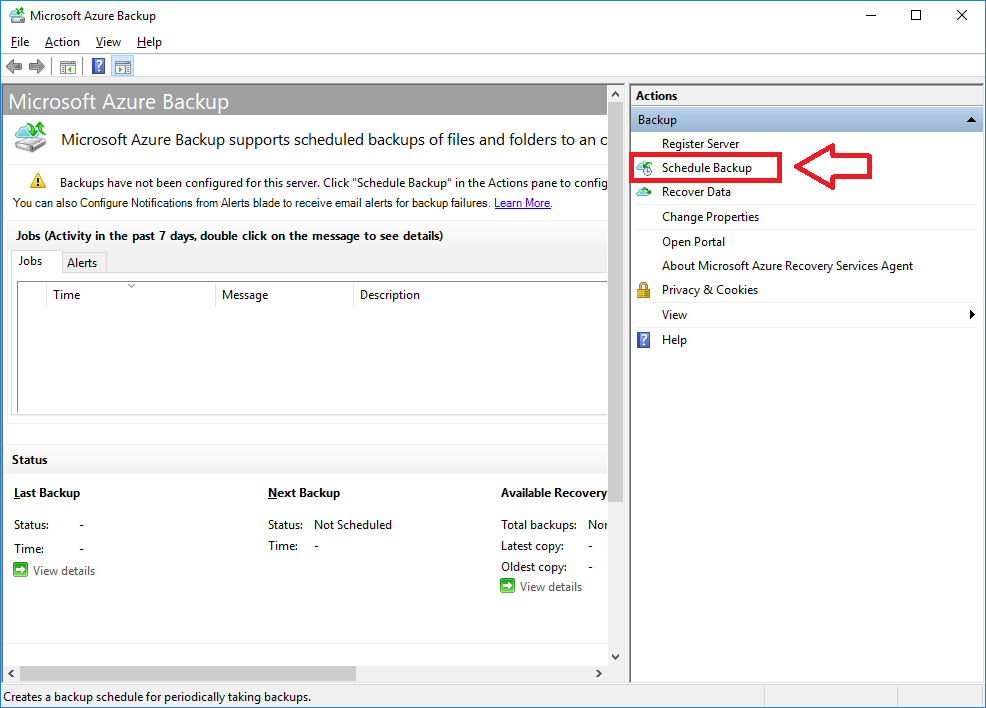 Microsoft Azure Backup
File Action View Help
Microsoft Azure Backup
Microsoft Azure Backup supports scheduled backups of files and folders to an o
Backups have not been configured for this server. Click "Schedule Backup" in the Actions pane to config
You can also Configure Notifications from Alerts blade to receive email alerts for backup failures. Learn More.
Jobs (Activity in the past 7 days, double click on the message to see details)
Jobs Alerts
Time Message Description
Status
Last Backup Next Backup Available Recovery
Status: - Status: Not Scheduled Total backups: Nor
Time: - Time: - Latest copy: -
Oldest copy: -
View details View details
Actions
Backup
Register Server
Schedule Backup
Recover Data
Change Properties
Open Portal
About Microsoft Azure Recovery Services Agent
Privacy & Cookies
View
Help
Creates a backup schedule for periodically taking backups.